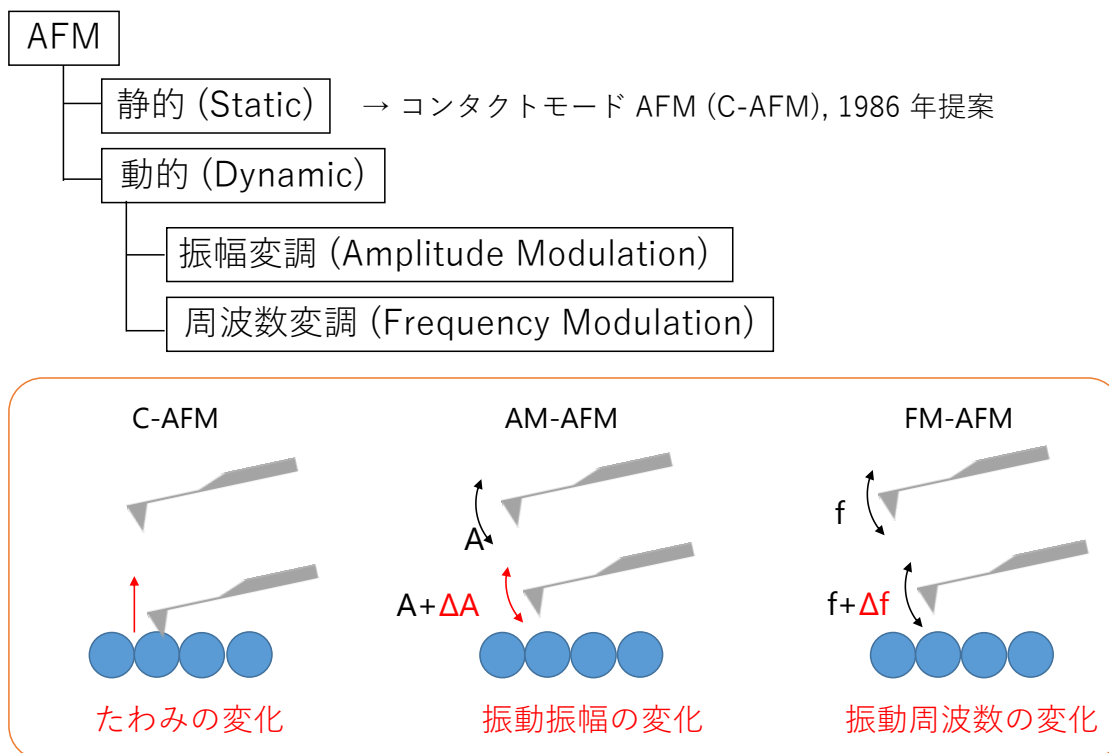 AFM
静的 (Static) → コンタクトモード AFM (C-AFM), 1986 年提案
動的 (Dynamic)
振幅変調 (Amplitude Modulation)
周波数変調 (Frequency Modulation)
C-AFM
AM-AFM
FM-AFM
A
f
A+ΔA
f+Δf
たわみの変化
振動振幅の変化
振動周波数の変化